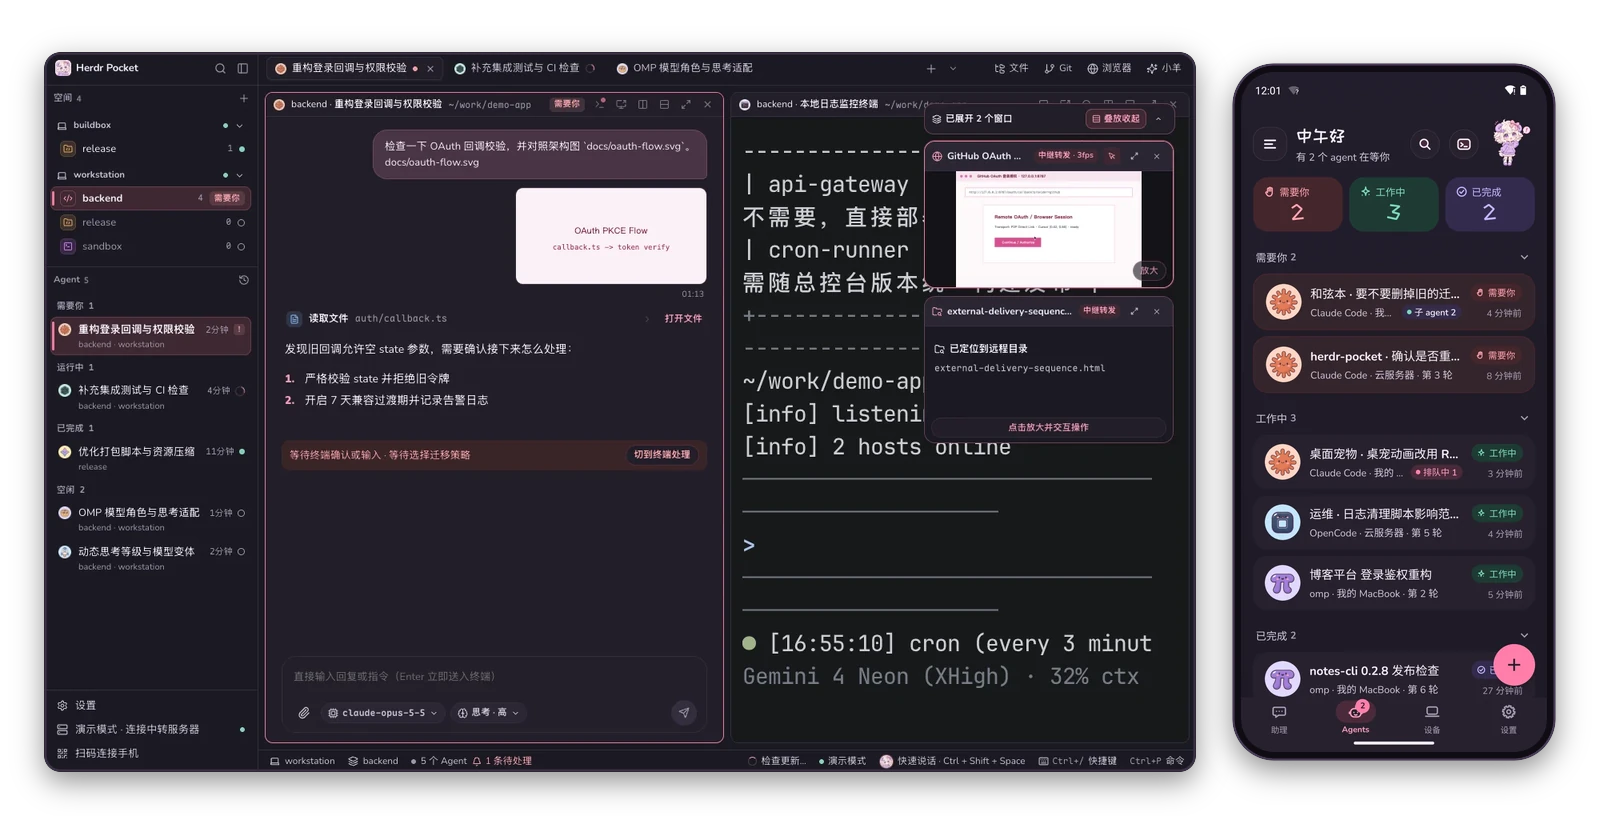 Herdr Pocket
空间 4
buildbox
release 1
workstation
backend 4 需要你
release 0
sandbox 0
Agent 5
需要你 1
重构登录回调与权限校验 2分钟 !
backend · workstation
运行中 1
补充集成测试与 CI 检查 4分钟
backend · workstation
已完成 1
优化打包脚本与资源压缩 11分钟
release
空闲 2
OMP 模型角色与思考适配 1分钟
backend · workstation
动态思考等级与模型变体 2分钟
backend · workstation
设置
演示模式 · 连接中转服务器
扫码连接手机
重构登录回调与权限校验
补充集成测试与 CI 检查
OMP 模型角色与思考适配
文件
Git
浏览器
小羊
backend · 重构登录回调与权限校验 ~/work/demo-app 需要你
检查一下 OAuth 回调校验，并对照架构图 `docs/oauth-flow.svg`。
docs/oauth-flow.svg
OAuth PKCE Flow
callback.ts —> token verify
01:13
读取文件 auth/callback.ts 打开文件
发现旧回调允许空 state 参数，需要确认接下来怎么处理：
1. 严格校验 state 并拒绝旧令牌
2. 开启 7 天兼容过渡期并记录告警日志
等待终端确认或输入 · 等待选择迁移策略 切到终端处理
直接输入回复或指令（Enter 立即送入终端）
claude-opus-5-5
思考 · 高
backend · 本地日志监控终端
| api-gateway
不需要，直接部
| cron-runner
需随总控台版本
~/work/demo-ap
[info] listeni
[info] 2 hosts online
>
[16:55:10] cron (every 3 minut
Gemini 4 Neon (XHigh) · 32% ctx
已展开 2 个窗口 叠放收起
GitHub OAuth ... 中继转发 · 3fps
Remote OAuth / Browser Session
放大
external-delivery-sequenc... 中继转发
已定位到远程目录
external-delivery-sequence.html
点击放大并交互操作
workstation
backend
5 个 Agent
1 条待处理
检查更新...
演示模式
快速说话 · Ctrl + Shift + Space
Ctrl+/ 快捷键
Ctrl+P 命令
12:01
中午好
有 2 个 agent 在等你
需要你
2
工作中
3
已完成
2
需要你 2
和弦本 · 要不要删掉旧的迁... 需要你
Claude Code · 我... 子 agent 2 4 分钟前
herdr-pocket · 确认是否重... 需要你
Claude Code · 云服务器 · 第 3 轮 8 分钟前
工作中 3
桌面宠物 · 桌宠动画改用 R... 工作中
Claude Code · 我的 ... 排队中 1 3 分钟前
运维 · 日志清理脚本影响范... 工作中
OpenCode · 云服务器 · 第 5 轮 4 分钟前
博客平台 登录鉴权重构 工作中
omp · 我的 MacBook · 第 2 轮 5 分钟前
已完成 2
notes-cli 0.2.8 发布检查
omp · 我的 MacBook · 第 6 轮 27 分钟前
助理
2
Agents
设备
设置